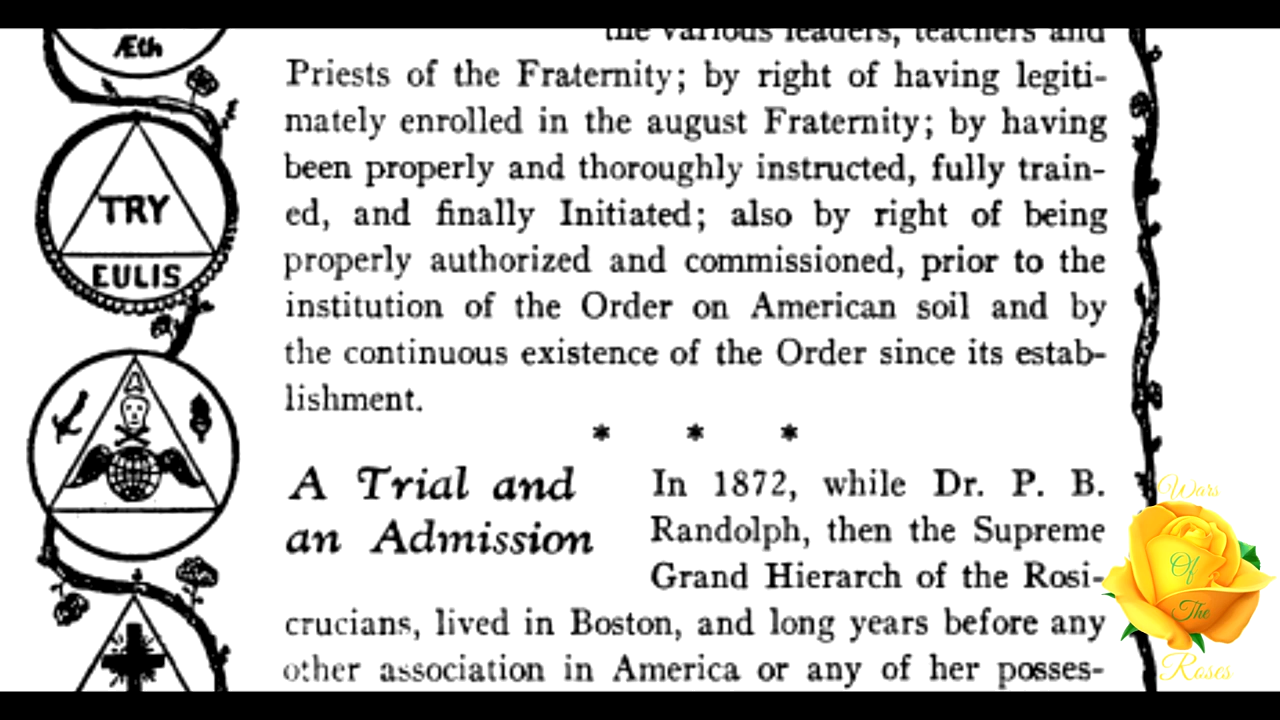 Æth
the various leaders, teachers and
Priests of the Fraternity; by right of having legiti-
mately enrolled in the august Fraternity; by having
been properly and thoroughly instructed, fully train-
ed, and finally Initiated; also by right of being
properly authorized and commissioned, prior to the
institution of the Order on American soil and by
the continuous existence of the Order since its estab-
lishment.
* * *
TRY
EULIS
A
A Trial and
an Admission
In 1872, while Dr. P. B.
Randolph, then the Supreme
Grand Hierarch of the Rosi-
crucians, lived in Boston, and long years before any
other association in America or any of her posses-
Wars
Of
The
Roses